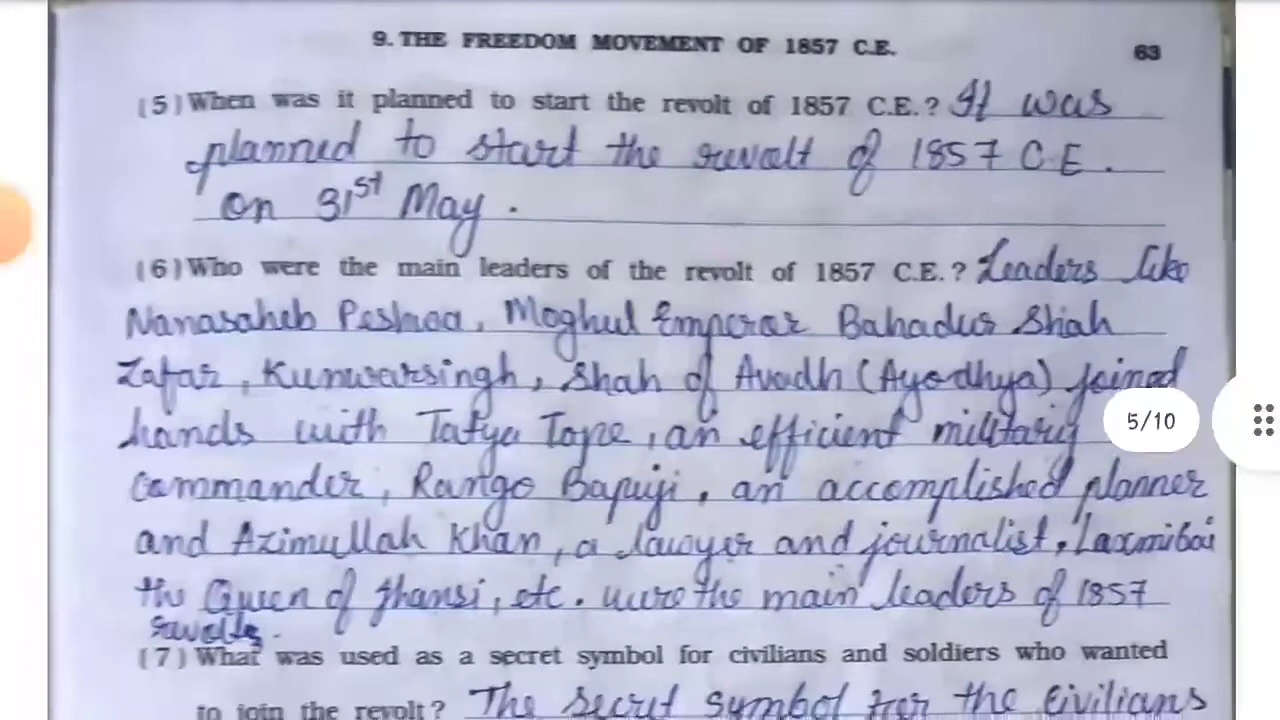 9. THE FREEDOM MOVEMENT OF 1857 C.E. 63
(5) When was it planned to start the revolt of 1857 C.E.? It was
planned to start the revolt of 1857 C.E.
on 31st May.
(6) Who were the main leaders of the revolt of 1857 C.E.? Leaders like
Nanasaheb Peshwa, Moghul Emperor Bahadur Shah
Zafar, Kunwarsingh, Shah of Avadh (Ayodhya) joined
hands with Tatya Tope, an efficient military
5/10
commander, Rango Bapuji, an accomplished planner
and Azimullah Khan, a lawyer and journalist, Laxmibai
the Queen of Jhansi, etc. were the main leaders of 1857
revolts.
(7) What was used as a secret symbol for civilians and soldiers who wanted
to join the revolt? The secret symbol for the civilians